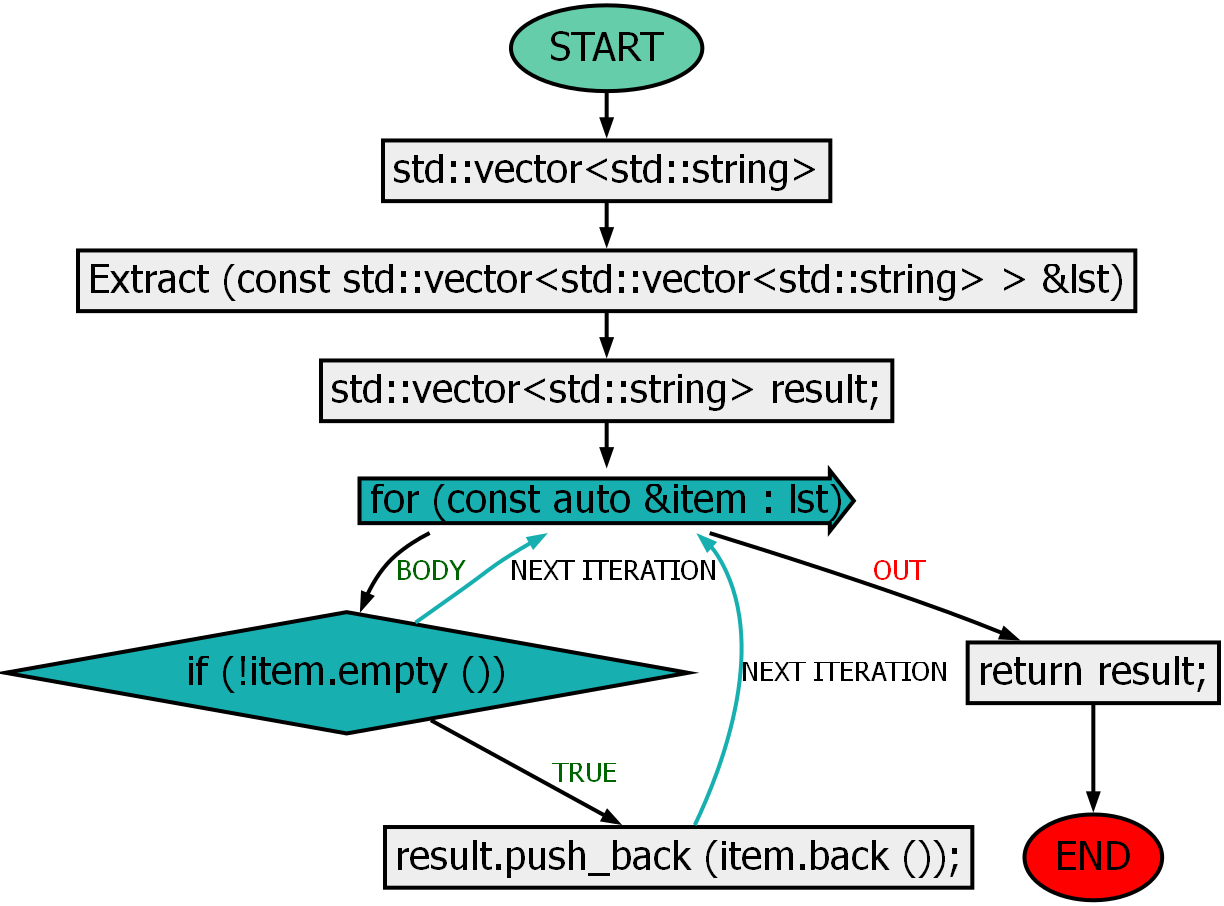 START
std::vector<std::string>
Extract (const std::vector<std::vector<std::string> > &lst)
std::vector<std::string> result;
for (const auto &item : lst)
BODY
NEXT ITERATION
OUT
if (!item.empty ())
NEXT ITERATION
return result;
TRUE
result.push_back (item.back ());
END